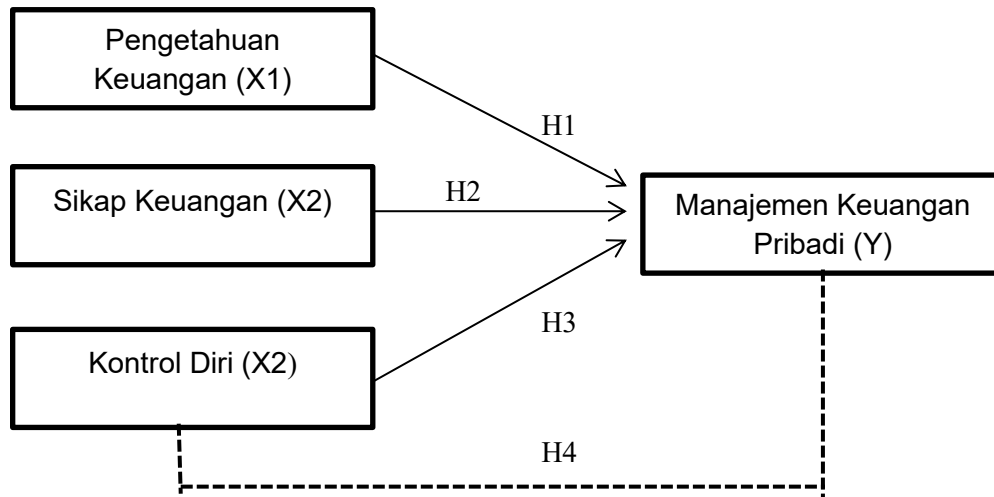 Pengetahuan
Keuangan (X1)
H1
Sikap Keuangan (X2)
H2
Manajemen Keuangan
Pribadi (Y)
Kontrol Diri (X2)
H3
H4